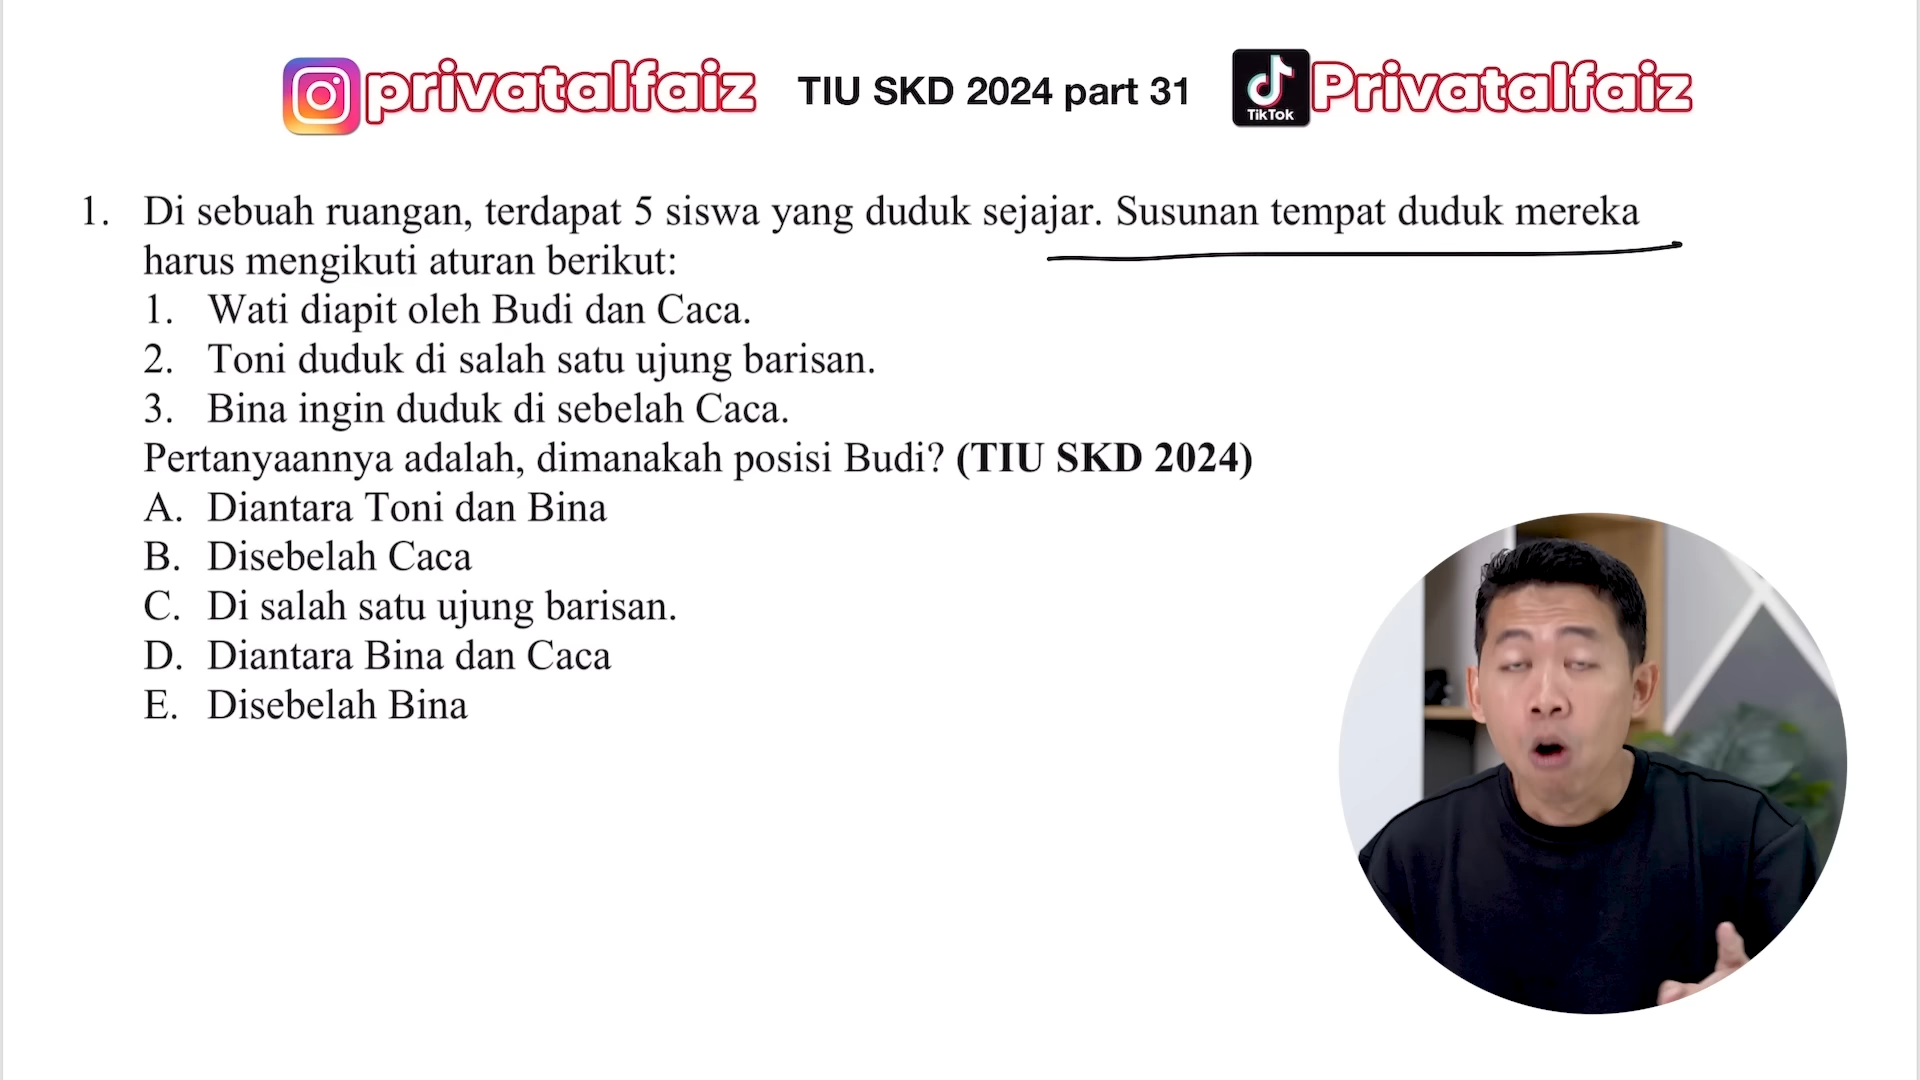 privatalfaiz TIU SKD 2024 part 31 TikTok Privatalfaiz
1. Di sebuah ruangan, terdapat 5 siswa yang duduk sejajar. Susunan tempat duduk mereka
harus mengikuti aturan berikut:
1. Wati diapit oleh Budi dan Caca.
2. Toni duduk di salah satu ujung barisan.
3. Bina ingin duduk di sebelah Caca.
Pertanyaannya adalah, dimanakah posisi Budi? (TIU SKD 2024)
A. Diantara Toni dan Bina
B. Disebelah Caca
C. Di salah satu ujung barisan.
D. Diantara Bina dan Caca
E. Disebelah Bina